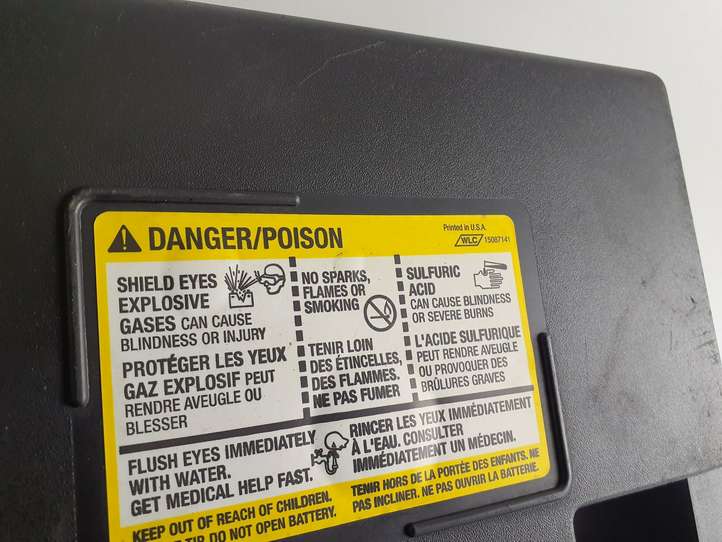 DANGER/POISON
Printed in U.S.A.
WLC 15087141
SHIELD EYES
EXPLOSIVE
GASES CAN CAUSE
BLINDNESS OR INJURY
PROTÉGER LES YEUX
GAZ EXPLOSIF PEUT
RENDRE AVEUGLE OU
BLESSER
NO SPARKS,
FLAMES OR
SMOKING
TENIR LOIN
DES ÉTINCELLES,
DES FLAMMES.
NE PAS FUMER
SULFURIC
ACID
CAN CAUSE BLINDNESS
OR SEVERE BURNS
L'ACIDE SULFURIQUE
PEUT RENDRE AVEUGLE
OU PROVOQUER DES
BRÛLURES GRAVES
FLUSH EYES IMMEDIATELY
WITH WATER.
GET MEDICAL HELP FAST.
RINCER LES YEUX IMMÉDIATEMENT
À L'EAU. CONSULTER
IMMÉDIATEMENT UN MÉDECIN.
KEEP OUT OF REACH OF CHILDREN.
TIP. DO NOT OPEN BATTERY.
TENIR HORS DE LA PORTÉE DES ENFANTS. NE
PAS INCLINER. NE PAS OUVRIR LA BATTERIE.